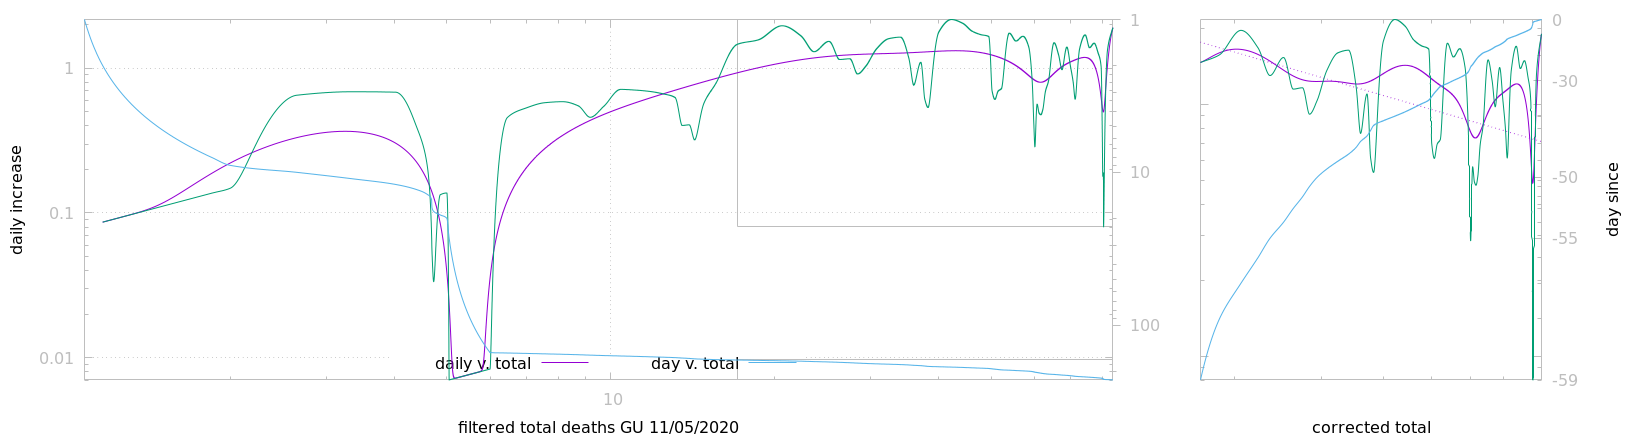 daily increase
1
0.1
0.01
10
filtered total deaths GU 11/05/2020
daily v. total
day v. total
1
10
100
0
-30
-50
-55
-59
day since
corrected total